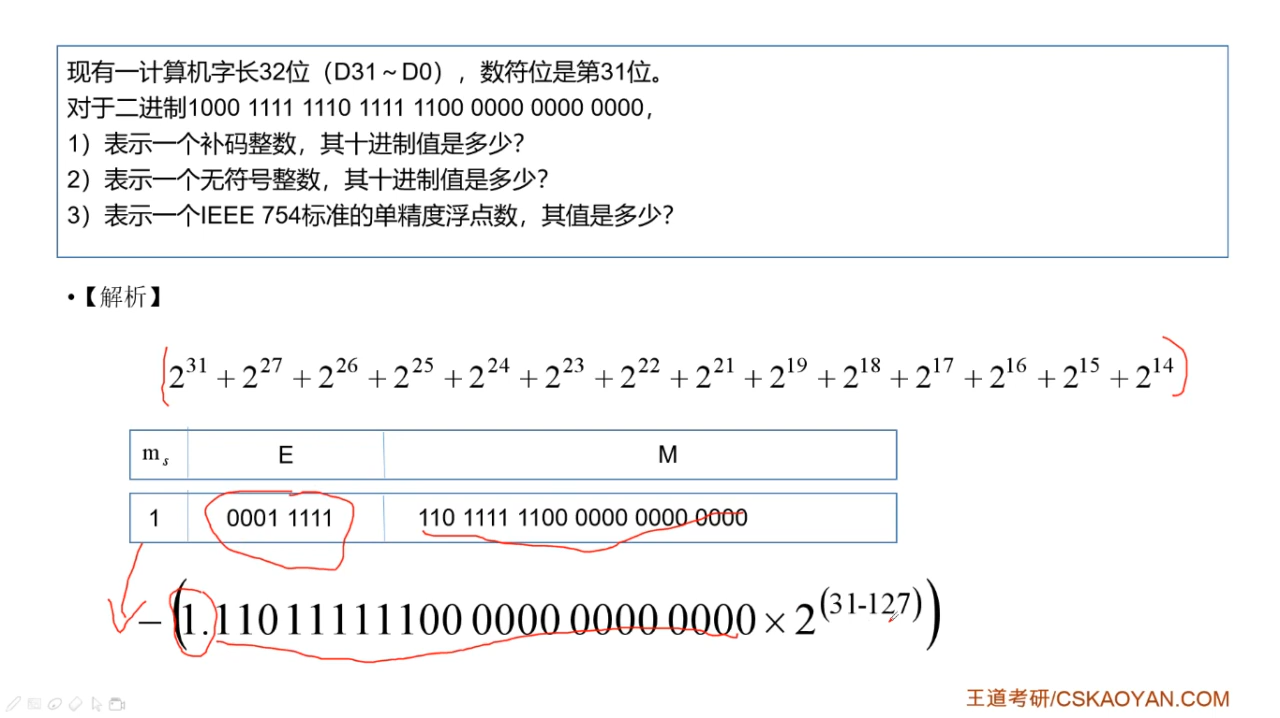 现有一计算机字长32位（D31～D0），数符位是第31位。
对于二进制1000 1111 1110 1111 1100 0000 0000 0000，
1）表示一个补码整数，其十进制值是多少？
2）表示一个无符号整数，其十进制值是多少？
3）表示一个IEEE 754标准的单精度浮点数，其值是多少？
•【解析】
2^31 + 2^27 + 2^26 + 2^25 + 2^24 + 2^23 + 2^22 + 2^21 + 2^19 + 2^18 + 2^17 + 2^16 + 2^15 + 2^14
m_s E M
1 0001 1111 110 1111 1100 0000 0000 0000
−(1.110 11111100 0000 0000 0000 × 2^(31-127))
王道考研/CSKAOYAN.COM